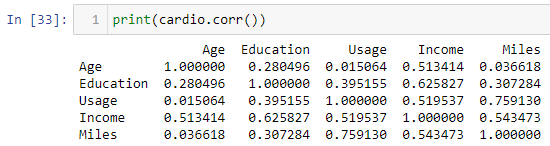 In [33]: 1 print(cardio.corr())
Age Education Usage Income Miles
Age 1.000000 0.280496 0.015064 0.513414 0.036618
Education 0.280496 1.000000 0.395155 0.625827 0.307284
Usage 0.015064 0.395155 1.000000 0.519537 0.759130
Income 0.513414 0.625827 0.519537 1.000000 0.543473
Miles 0.036618 0.307284 0.759130 0.543473 1.000000